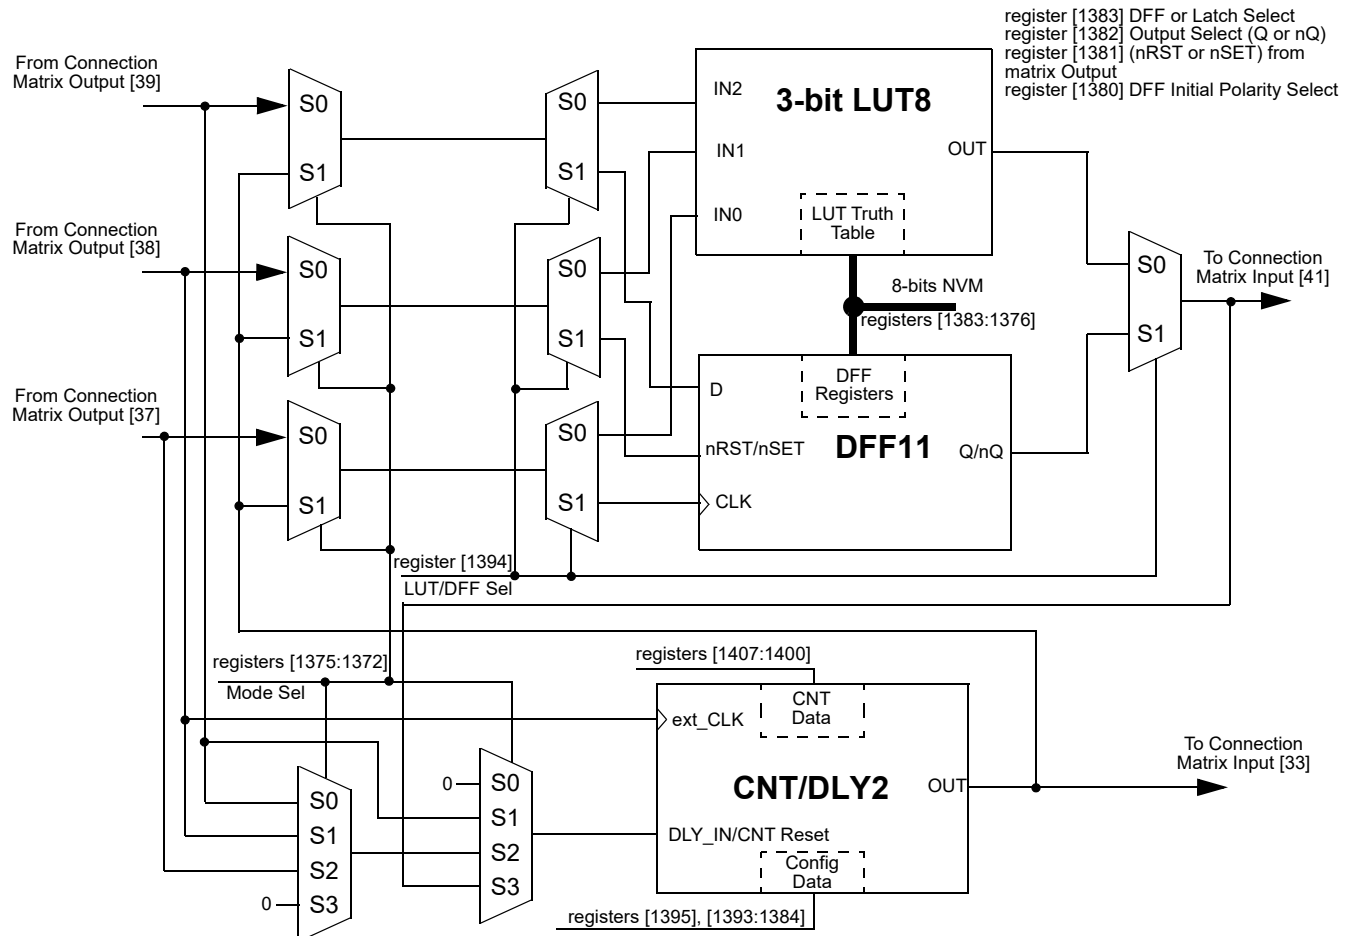 register [1383] DFF or Latch Select
register [1382] Output Select (Q or nQ)
register [1381] (nRST or nSET) from
matrix Output
register [1380] DFF Initial Polarity Select
From Connection
Matrix Output [39]
S0
S1
S0
S1
IN2
3-bit LUT8
IN1
OUT
IN0
LUT Truth
Table
From Connection
Matrix Output [38]
S0
S1
S0
S1
8-bits NVM
registers [1383:1376]
S0
S1
To Connection
Matrix Input [41]
From Connection
Matrix Output [37]
S0
S1
S0
S1
D
DFF
Registers
nRST/nSET
DFF11
Q/nQ
CLK
register [1394]
LUT/DFF Sel
registers [1375:1372]
Mode Sel
registers [1407:1400]
ext_CLK
CNT
Data
CNT/DLY2
OUT
To Connection
Matrix Input [33]
DLY_IN/CNT Reset
Config
Data
0
S0
S1
S2
S3
S0
S1
S2
0
S3
registers [1395], [1393:1384]